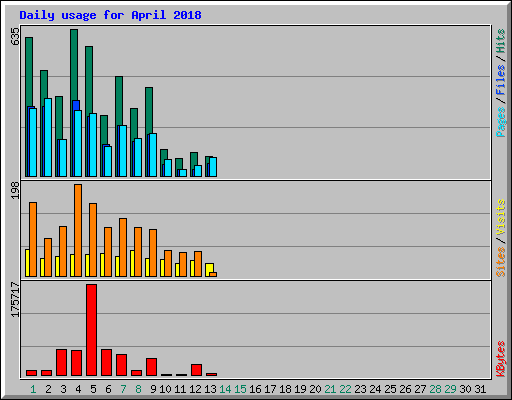 Daily usage for April 2018
635
Pages/Files/Hits
198
Sites/Visits
175717
KBytes
1 2 3 4 5 6 7 8 9 10 11 12 13 14 15 16 17 18 19 20 21 22 23 24 25 26 27 28 29 30 31